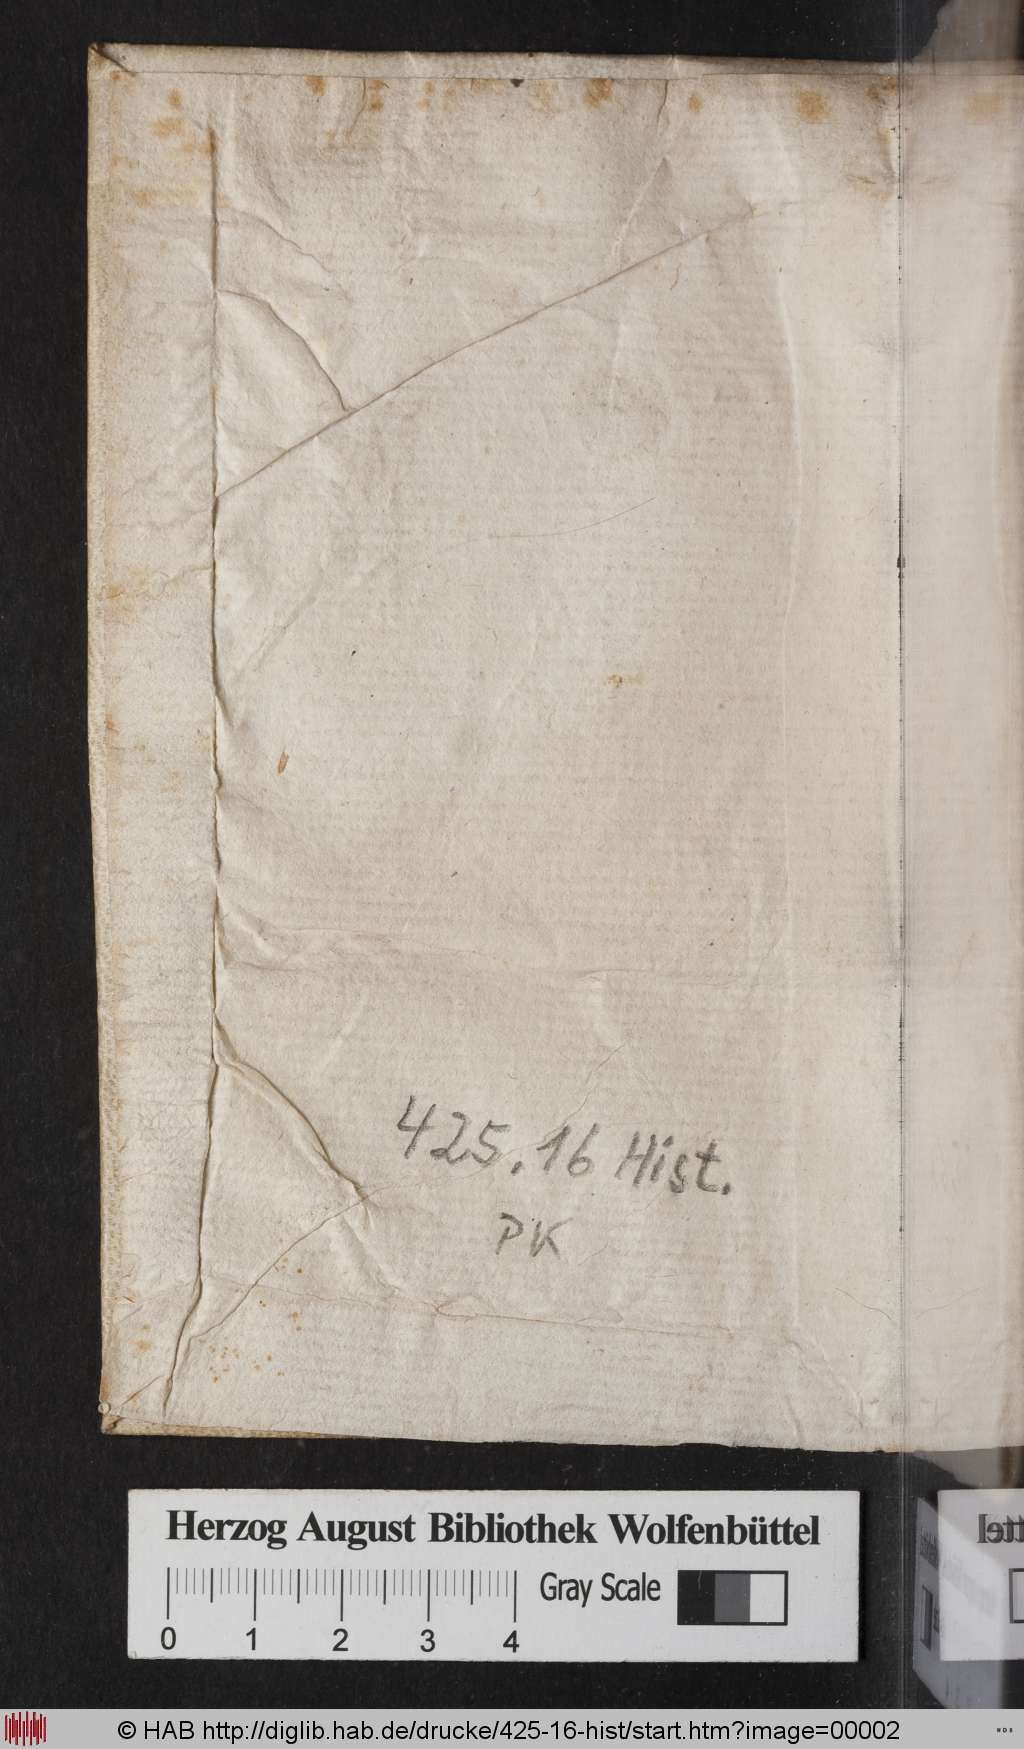 425.16 Hist.
PK
Herzog August Bibliothek Wolfenbüttel
Gray Scale
0 1 2 3 4
© HAB http://diglib.hab.de/drucke/425-16-hist/start.htm?image=00002